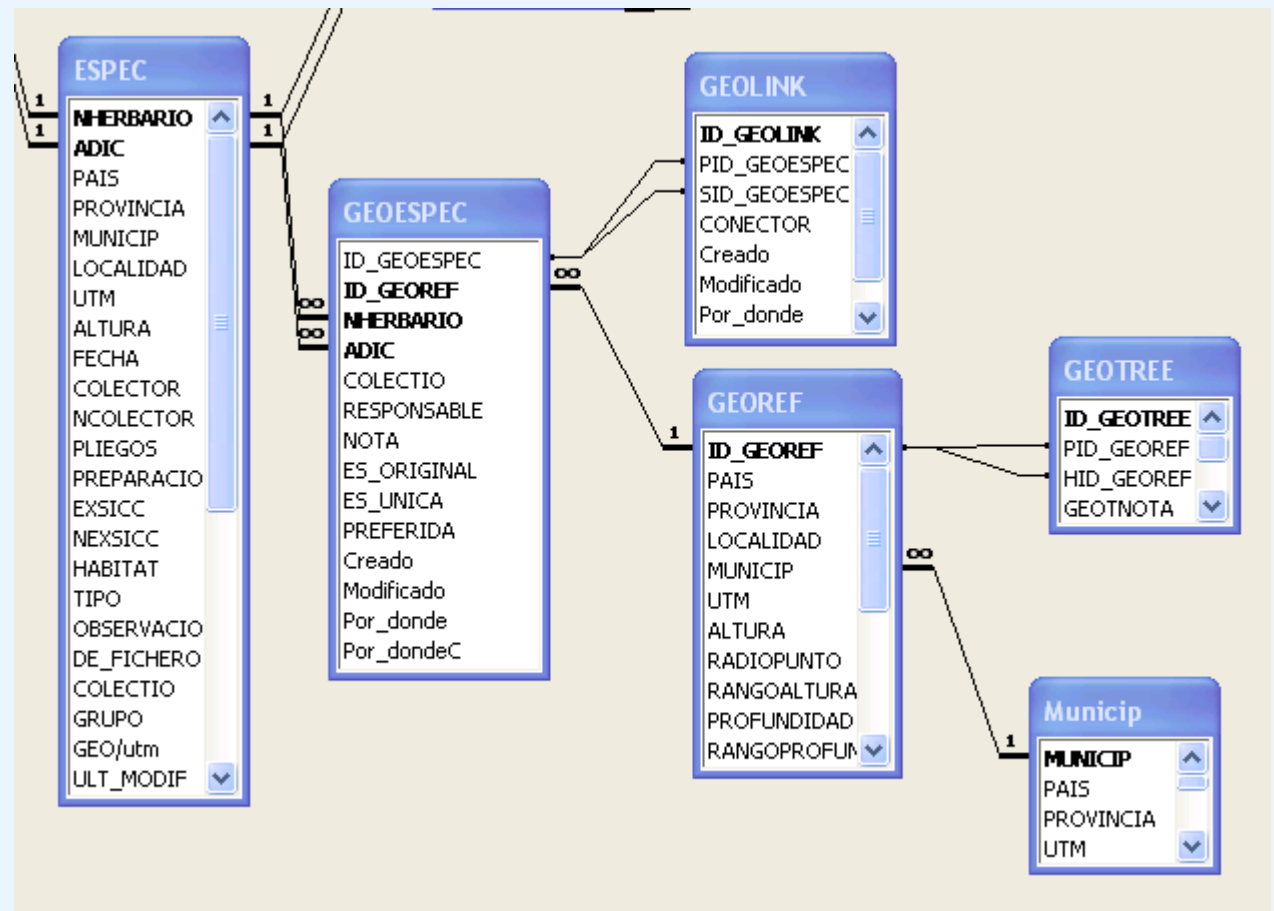 ESPEC
NHERBARIO
ADIC
PAIS
PROVINCIA
MUNICIP
LOCALIDAD
UTM
ALTURA
FECHA
COLECTOR
NCOLECTOR
PLIEGOS
PREPARACIO
EXSICC
NEXSICC
HABITAT
TIPO
OBSERVACIO
DE_FICHERO
COLECTIO
GRUPO
GEO/utm
ULT_MODIF
1
1
1
1
GEOESPEC
ID_GEOESPEC
ID_GEOREF
NHERBARIO
ADIC
COLECTIO
RESPONSABLE
NOTA
ES_ORIGINAL
ES_UNICA
PREFERIDA
Creado
Modificado
Por_donde
Por_dondeC
∞
∞
∞
GEOLINK
ID_GEOLINK
PID_GEOESPEC
SID_GEOESPEC
CONECTOR
Creado
Modificado
Por_donde
GEOREF
1
ID_GEOREF
PAIS
PROVINCIA
LOCALIDAD
MUNICIP
UTM
ALTURA
RADIOPUNTO
RANGOALTURA
PROFUNDIDAD
RANGOPROFUN
∞
GEOTREE
ID_GEOTREE
PID_GEOREF
HID_GEOREF
GEOTNOTA
Municip
1
MUNICIP
PAIS
PROVINCIA
UTM